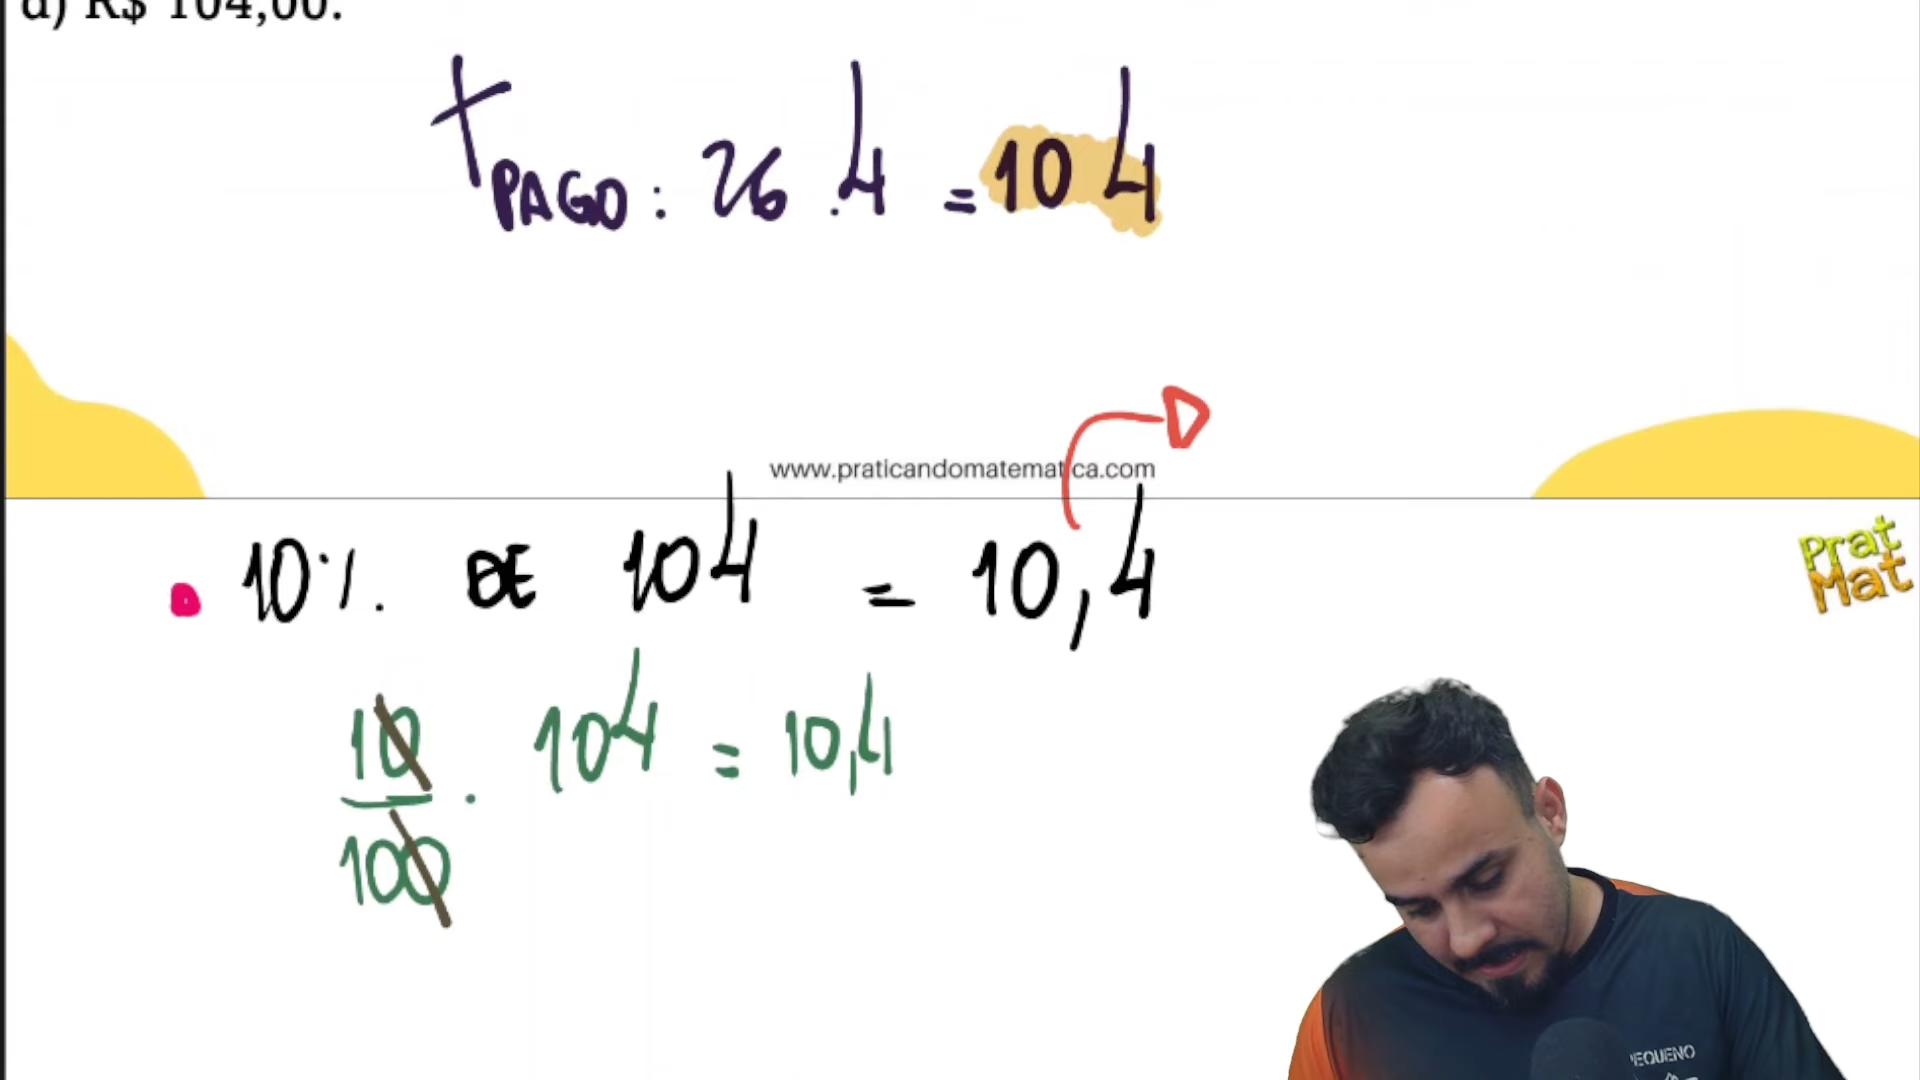 d) R$ 104,00.
t PAGO: 26 . 4 = 104
www.praticandomatematica.com
10% DE 104 = 10,4
Prat
Mat
10
100
. 104 = 10,4
PEQUENO